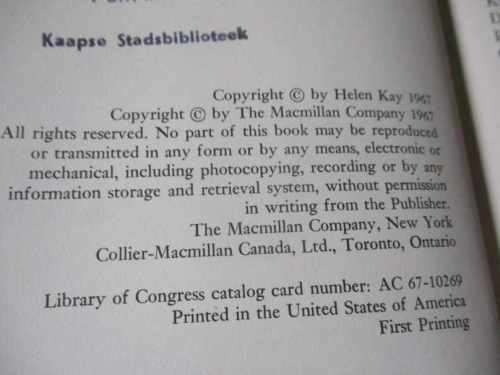 Kaapse Stadsbiblioteek
Copyright © by Helen Kay 1967
Copyright © by The Macmillan Company 1967
All rights reserved. No part of this book may be reproduced
or transmitted in any form or by any means, electronic or
mechanical, including photocopying, recording or by any
information storage and retrieval system, without permission
in writing from the Publisher.
The Macmillan Company, New York
Collier-Macmillan Canada, Ltd., Toronto, Ontario
Library of Congress catalog card number: AC 67-10269
Printed in the United States of America
First Printing